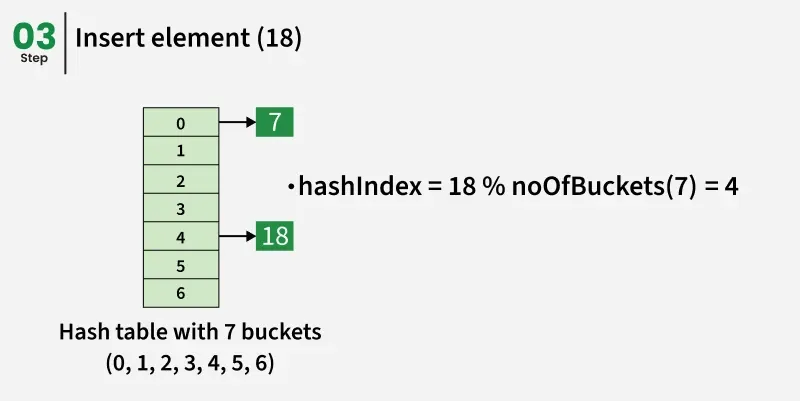 03
Step
Insert element (18)
0
7
1
2
•hashIndex = 18 % noOfBuckets(7) = 4
3
4
18
5
6
Hash table with 7 buckets
(0, 1, 2, 3, 4, 5, 6)